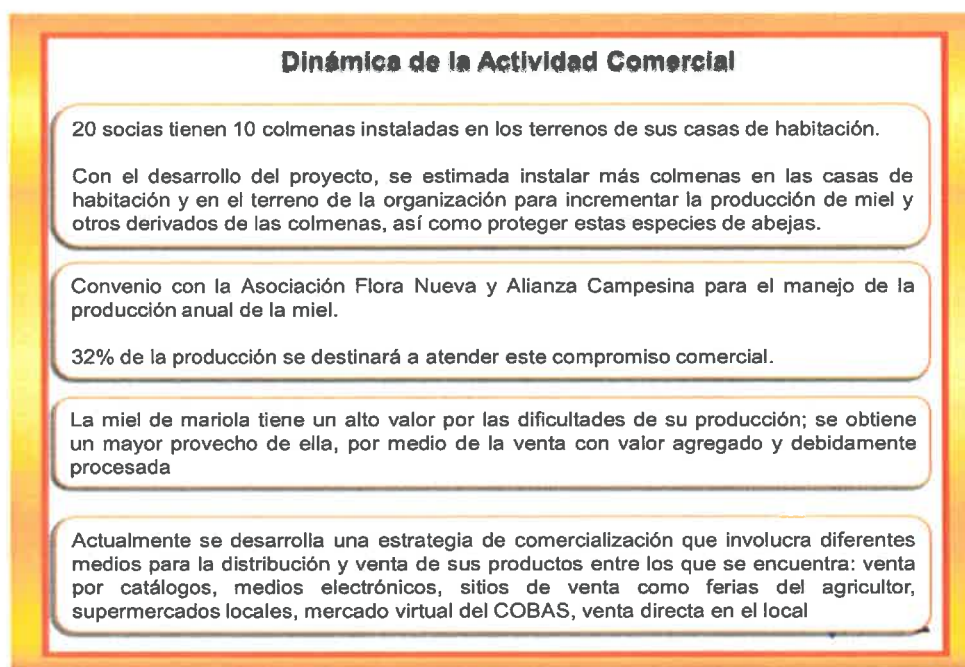 Dinámica de la Actividad Comercial
20 socias tienen 10 colmenas instaladas en los terrenos de sus casas de habitación.
Con el desarrollo del proyecto, se estimada instalar más colmenas en las casas de
habitación y en el terreno de la organización para incrementar la producción de miel y
otros derivados de las colmenas, así como proteger estas especies de abejas.
Convenio con la Asociación Flora Nueva y Alianza Campesina para el manejo de la
producción anual de la miel.
32% de la producción se destinará a atender este compromiso comercial.
La miel de mariola tiene un alto valor por las dificultades de su producción; se obtiene
un mayor provecho de ella, por medio de la venta con valor agregado y debidamente
procesada
Actualmente se desarrolla una estrategia de comercialización que involucra diferentes
medios para la distribución y venta de sus productos entre los que se encuentra: venta
por catálogos, medios electrónicos, sitios de venta como ferias del agricultor,
supermercados locales, mercado virtual del COBAS, venta directa en el local